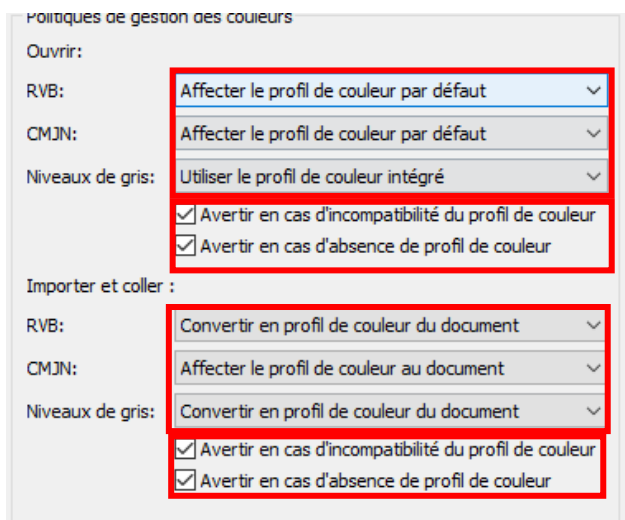 Politiques de gestion des couleurs
Ouvrir:
RVB: Affecter le profil de couleur par défaut
CMJN: Affecter le profil de couleur par défaut
Niveaux de gris: Utiliser le profil de couleur intégré
Avertir en cas d'incompatibilité du profil de couleur
Avertir en cas d'absence de profil de couleur
Importer et coller :
RVB: Convertir en profil de couleur du document
CMJN: Affecter le profil de couleur au document
Niveaux de gris: Convertir en profil de couleur du document
Avertir en cas d'incompatibilité du profil de couleur
Avertir en cas d'absence de profil de couleur